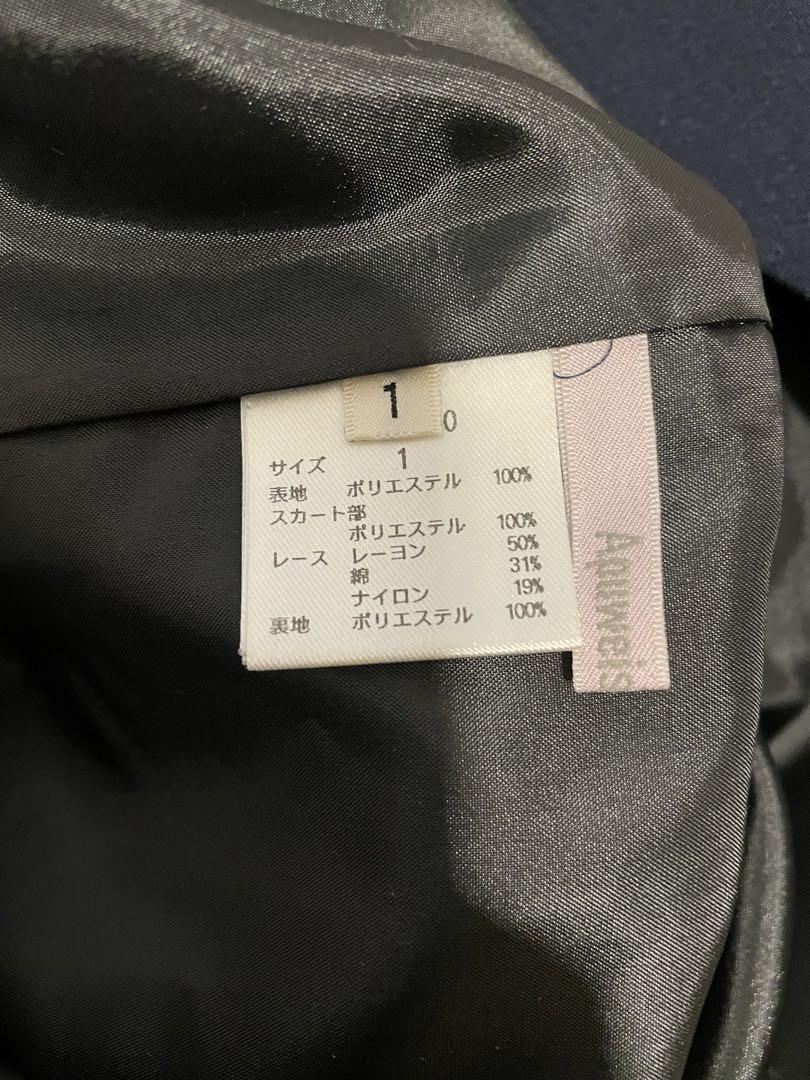 1
0
サイズ 1
表地 ポリエステル 100%
スカート部
ポリエステル 100%
レース レーヨン 50%
綿 31%
ナイロン 19%
裏地 ポリエステル 100%
Apuweis